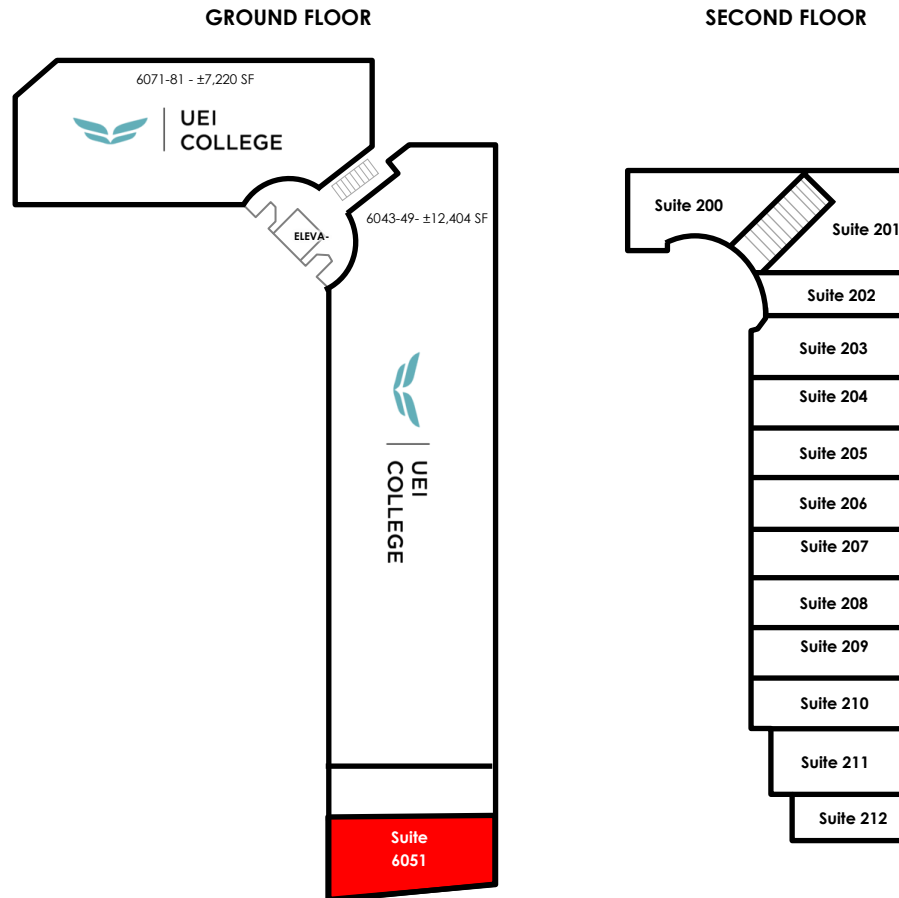 GROUND FLOOR
SECOND FLOOR
6071-81 - ±7,220 SF
UEI
COLLEGE
6043-49- ±12,404 SF
ELEVA-
UEI
COLLEGE
Suite
6051
Suite 200
Suite 201
Suite 202
Suite 203
Suite 204
Suite 205
Suite 206
Suite 207
Suite 208
Suite 209
Suite 210
Suite 211
Suite 212